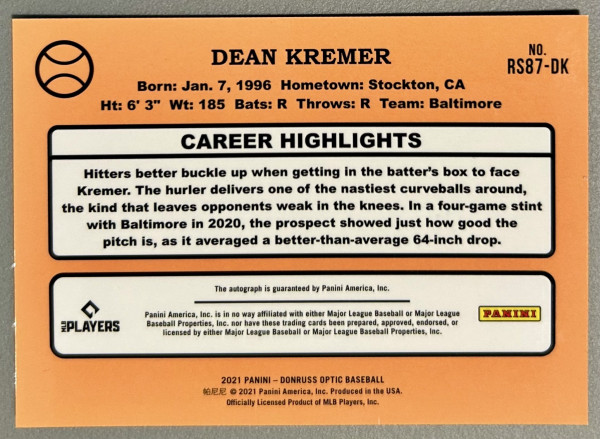 DEAN KREMER
NO.
RS87-DK
Born: Jan. 7, 1996 Hometown: Stockton, CA
Ht: 6' 3" Wt: 185 Bats: R Throws: R Team: Baltimore
CAREER HIGHLIGHTS
Hitters better buckle up when getting in the batter's box to face
Kremer. The hurler delivers one of the nastiest curveballs around,
the kind that leaves opponents weak in the knees. In a four-game stint
with Baltimore in 2020, the prospect showed just how good the
pitch is, as it averaged a better-than-average 64-inch drop.
The autograph is guaranteed by Panini America, Inc.
MLB PLAYERS
Panini America, Inc. is in no way affiliated with either Major League Baseball or Major League
Baseball Properties, Inc. nor have these trading cards been prepared, approved, endorsed, or
licensed by either Major League Baseball or Major League Baseball Properties, Inc.
PANINI
2021 PANINI – DONRUSS OPTIC BASEBALL
帕尼尼 © 2021 Panini America, Inc. Produced in the USA.
Officially Licensed Product of MLB Players, Inc.